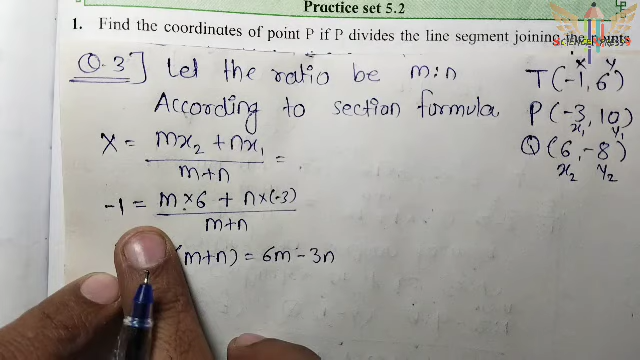 Practice set 5.2
1. Find the coordinates of point P if P divides the line segment joining the points
Q.3] Let the ratio be m:n
According to section formula
x = mx₂ + nx₁ / m+n =
-1 = m×6 + n×(-3) / m+n
(m+n) = 6m - 3n
x y
T(-1, 6)
P(-3, 10)
x₁ y₁
Q(6, -8)
x₂ y₂